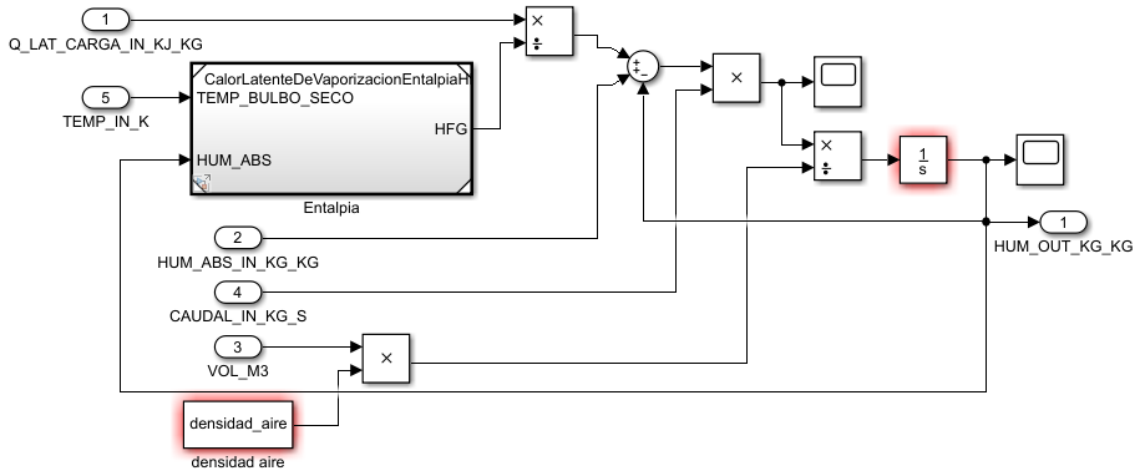 1
Q_LAT_CARGA_IN_KJ_KG
×
÷
CalorLatenteDeVaporizacionEntalpiaH
TEMP_BULBO_SECO
HFG
HUM_ABS
Entalpia
5
TEMP_IN_K
+
+
−
×
×
÷
1
s
1
HUM_OUT_KG_KG
2
HUM_ABS_IN_KG_KG
4
CAUDAL_IN_KG_S
3
VOL_M3
×
densidad_aire
densidad aire